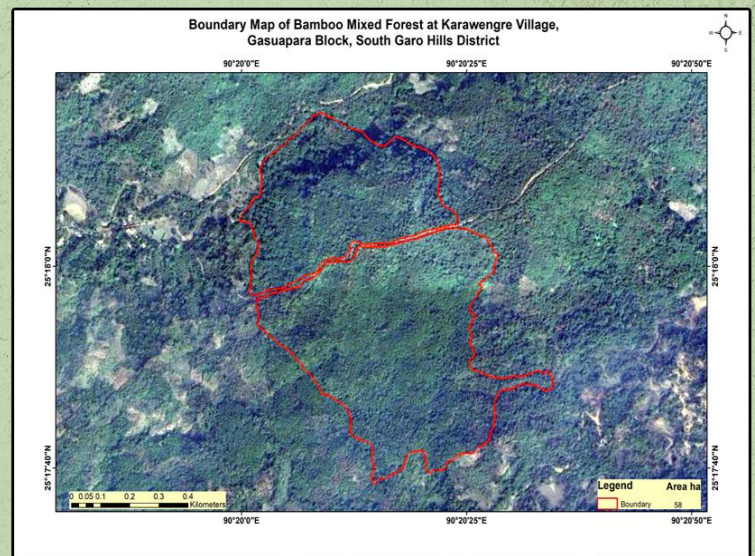 Boundary Map of Bamboo Mixed Forest at Karawengre Village,
Gasuapara Block, South Garo Hills District
N
W E
S
90°20'0"E 90°20'25"E 90°20'50"E
25°18'0"N 25°18'0"N
25°17'40"N 25°17'40"N
0 0.05 0.1 0.2 0.3 0.4
Kilometers
Legend Area ha
Boundary 58
90°20'0"E 90°20'25"E 90°20'50"E